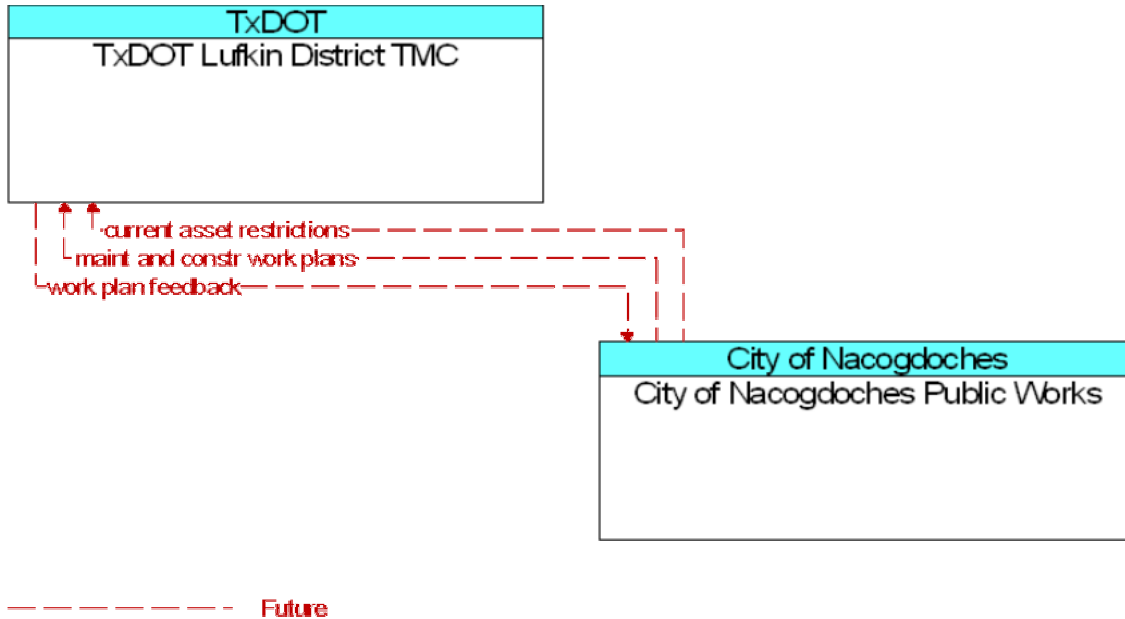 TxDOT
TxDOT Lufkin District TMC
current asset restrictions
maint and constr work plans
work plan feedback
City of Nacogdoches
City of Nacogdoches Public Works
Future